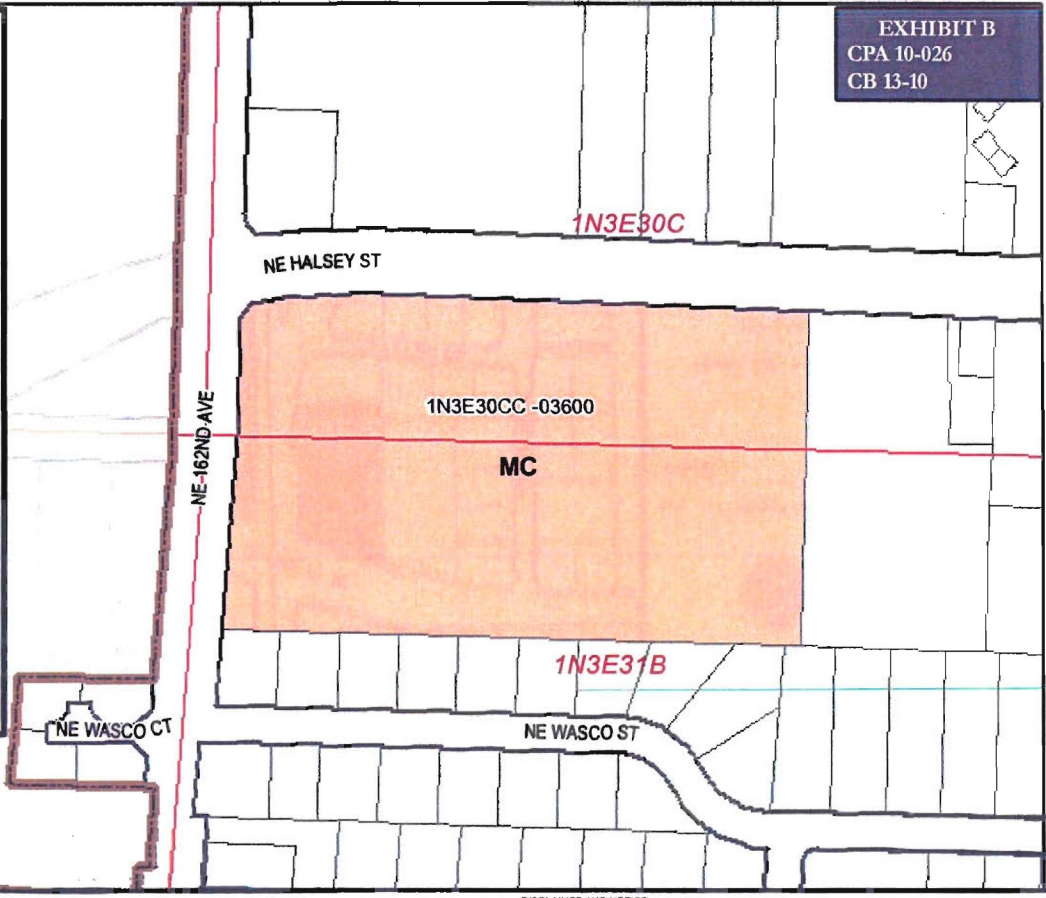 EXHIBIT B
CPA 10-026
CB 13-10
1N3E30C
NE HALSEY ST
1N3E30CC -03600
NE-162ND-AVE
MC
1N3E31B
NE WASCO CT
NE WASCO ST